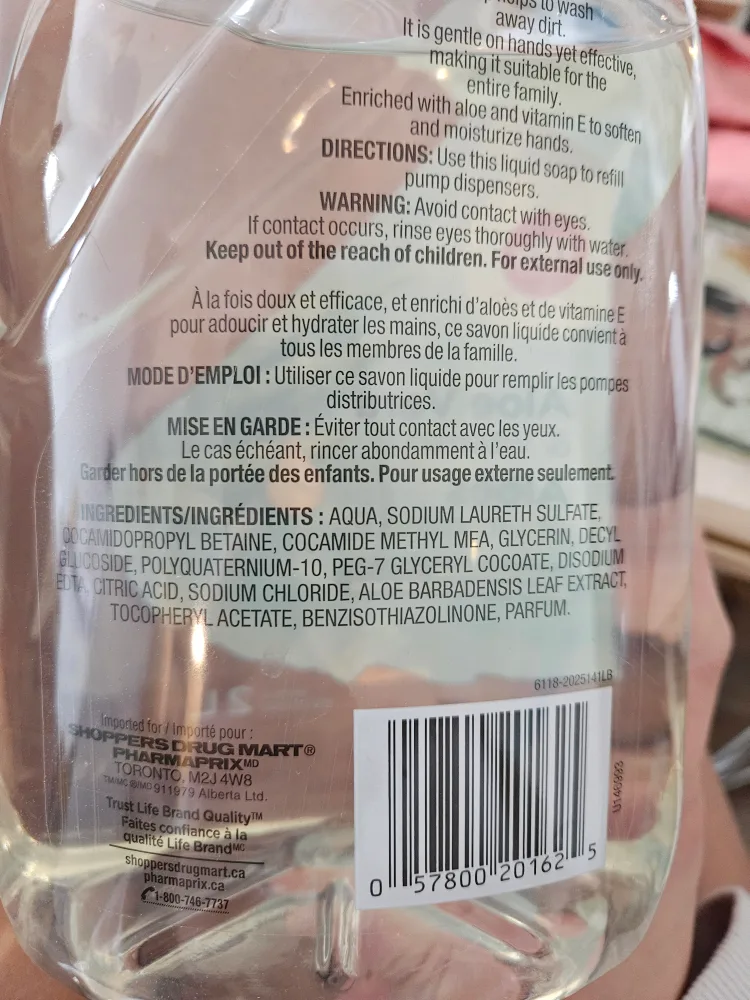 to wash
away dirt.
It is gentle on hands yet effective,
making it suitable for the
entire family.
Enriched with aloe and vitamin E to soften
and moisturize hands.
DIRECTIONS: Use this liquid soap to refill
pump dispensers.
WARNING: Avoid contact with eyes.
If contact occurs, rinse eyes thoroughly with water.
Keep out of the reach of children. For external use only.
À la fois doux et efficace, et enrichi d'aloès et de vitamine E
pour adoucir et hydrater les mains, ce savon liquide convient à
tous les membres de la famille.
MODE D'EMPLOI : Utiliser ce savon liquide pour remplir les pompes
distributrices.
MISE EN GARDE : Éviter tout contact avec les yeux.
Le cas échéant, rincer abondamment à l'eau.
Garder hors de la portée des enfants. Pour usage externe seulement.
INGREDIENTS/INGRÉDIENTS : AQUA, SODIUM LAURETH SULFATE,
COCAMIDOPROPYL BETAINE, COCAMIDE METHYL MEA, GLYCERIN, DECYL
GLUCOSIDE, POLYQUATERNIUM-10, PEG-7 GLYCERYL COCOATE, DISODIUM
EDTA, CITRIC ACID, SODIUM CHLORIDE, ALOE BARBADENSIS LEAF EXTRACT,
TOCOPHERYL ACETATE, BENZISOTHIAZOLINONE, PARFUM.
6118-2025141LB
Imported for / Importé pour :
SHOPPERS DRUG MART®
PHARMAPRIX MD
TORONTO, M2J 4W8
TM/MC ®/MD 911979 Alberta Ltd.
Trust Life Brand Quality™
Faites confiance à la
qualité Life Brand MC
shoppersdrugmart.ca
pharmaprix.ca
1-800-746-7737
0 57800 20162 5